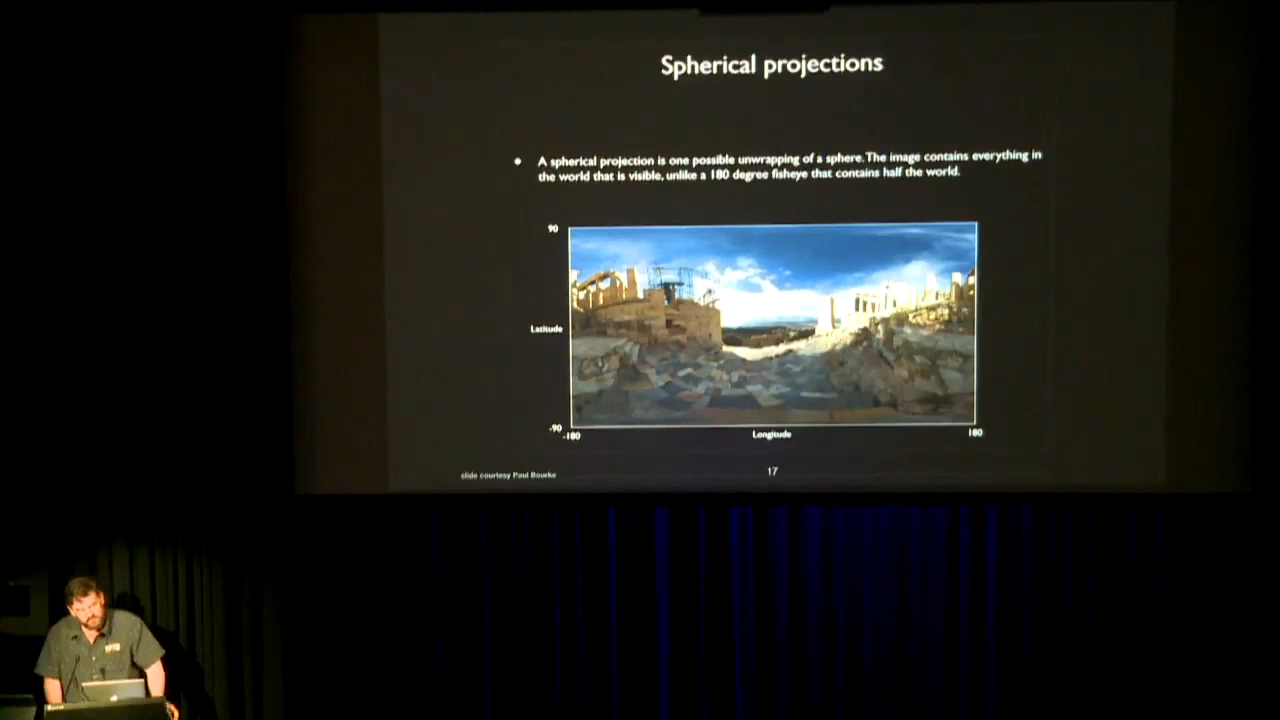 Spherical projections
• A spherical projection is one possible unwrapping of a sphere. The image contains everything in
the world that is visible, unlike a 180 degree fisheye that contains half the world.
90
Latitude
-90
-180
Longitude
180
slide courtesy Paul Bourke
17